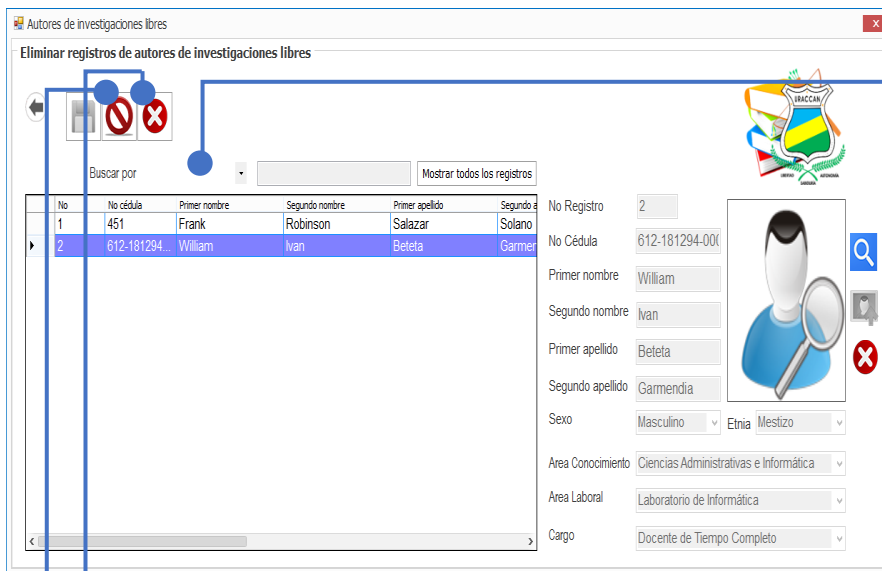 Autores de investigaciones libres
x
Eliminar registros de autores de investigaciones libres
URACCAN
Buscar por
Mostrar todos los registros
No No cédula Primer nombre Segundo nombre Primer apellido Segundo a
1 451 Frank Robinson Salazar Solano
2 612-181294... William Ivan Beteta Garmen
No Registro 2
No Cédula 612-181294-000
Primer nombre William
Segundo nombre Ivan
Primer apellido Beteta
Segundo apellido Garmendia
Sexo Masculino Etnia Mestizo
Area Conocimiento Ciencias Administrativas e Informática
Area Laboral Laboratorio de Informática
Cargo Docente de Tiempo Completo